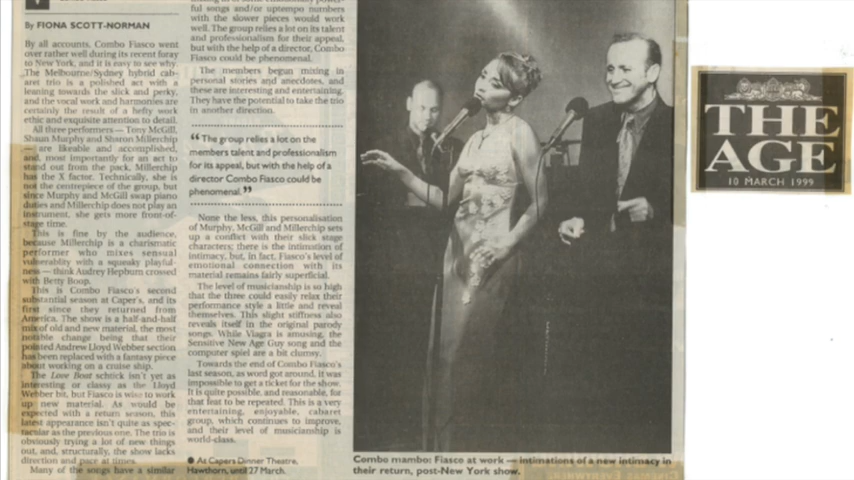 By FIONA SCOTT-NORMAN
By all accounts, Combo Fiasco went
over rather well during its recent foray
to New York, and it is easy to see why.
The Melbourne/Sydney hybrid cab-
aret trio is a polished act with a
leaning towards the slick and perky,
and the vocal work and harmonies are
certainly the result of a hefty work
ethic and exquisite attention to detail.
All three performers — Tony McGill,
Shaun Murphy and Sharon Millerchip
— are likeable and accomplished,
and, most importantly for an act to
stand out from the pack, Millerchip
has the X factor. Technically, she is
not the centrepiece of the group, but
since Murphy and McGill swap piano
duties and Millerchip does not play an
instrument, she gets more front-of-
stage time.
This is fine by the audience,
because Millerchip is a charismatic
performer who mixes sensual
vulnerablity with a squeaky playful-
ness — think Audrey Hepburn crossed
with Betty Boop.
This is Combo Fiasco's second
substantial season at Caper's, and its
first since they returned from
America. The show is a half-and-half
mix of old and new material, the most
notable change being that their
pointed Andrew Lloyd Webber section
has been replaced with a fantasy piece
about working on a cruise ship.
The Love Boat schtick isn't yet as
interesting or classy as the Lloyd
Webber bit, but Fiasco is wise to work
up new material. As would be
expected with a return season, this
latest appearance isn't quite as spec-
tacular as the previous one. The trio is
obviously trying a lot of new things
out, and, structurally, the show lacks
direction and pace at times.
Many of the songs have a similar
ful songs and/or uptempo numbers
with the slower pieces would work
well. The group relies a lot on its talent
and professionalism for their appeal,
but with the help of a director, Combo
Fiasco could be phenomenal.
The members begun mixing in
personal stories and anecdotes, and
these are interesting and entertaining.
They have the potential to take the trio
in another direction.
“The group relies a lot on the
members talent and professionalism
for its appeal, but with the help of a
director Combo Fiasco could be
phenomenal.”
None the less, this personalisation
of Murphy, McGill and Millerchip sets
up a conflict with their slick stage
characters; there is the intimation of
intimacy, but, in fact, Fiasco's level of
emotional connection with its
material remains fairly superficial.
The level of musicianship is so high
that the three could easily relax their
performance style a little and reveal
themselves. This slight stiffness also
reveals itself in the original parody
songs. While Viagra is amusing, the
Sensitive New Age Guy song and the
computer spiel are a bit clumsy.
Towards the end of Combo Fiasco's
last season, as word got around, it was
impossible to get a ticket for the show.
It is quite possible, and reasonable, for
that feat to be repeated. This is a very
entertaining, enjoyable, cabaret
group, which continues to improve,
and their level of musicianship is
world-class.
● At Capers Dinner Theatre,
Hawthorn, until 27 March.
Combo mambo: Fiasco at work — intimations of a new intimacy in
their return, post-New York show.
THE
AGE
10 MARCH 1999